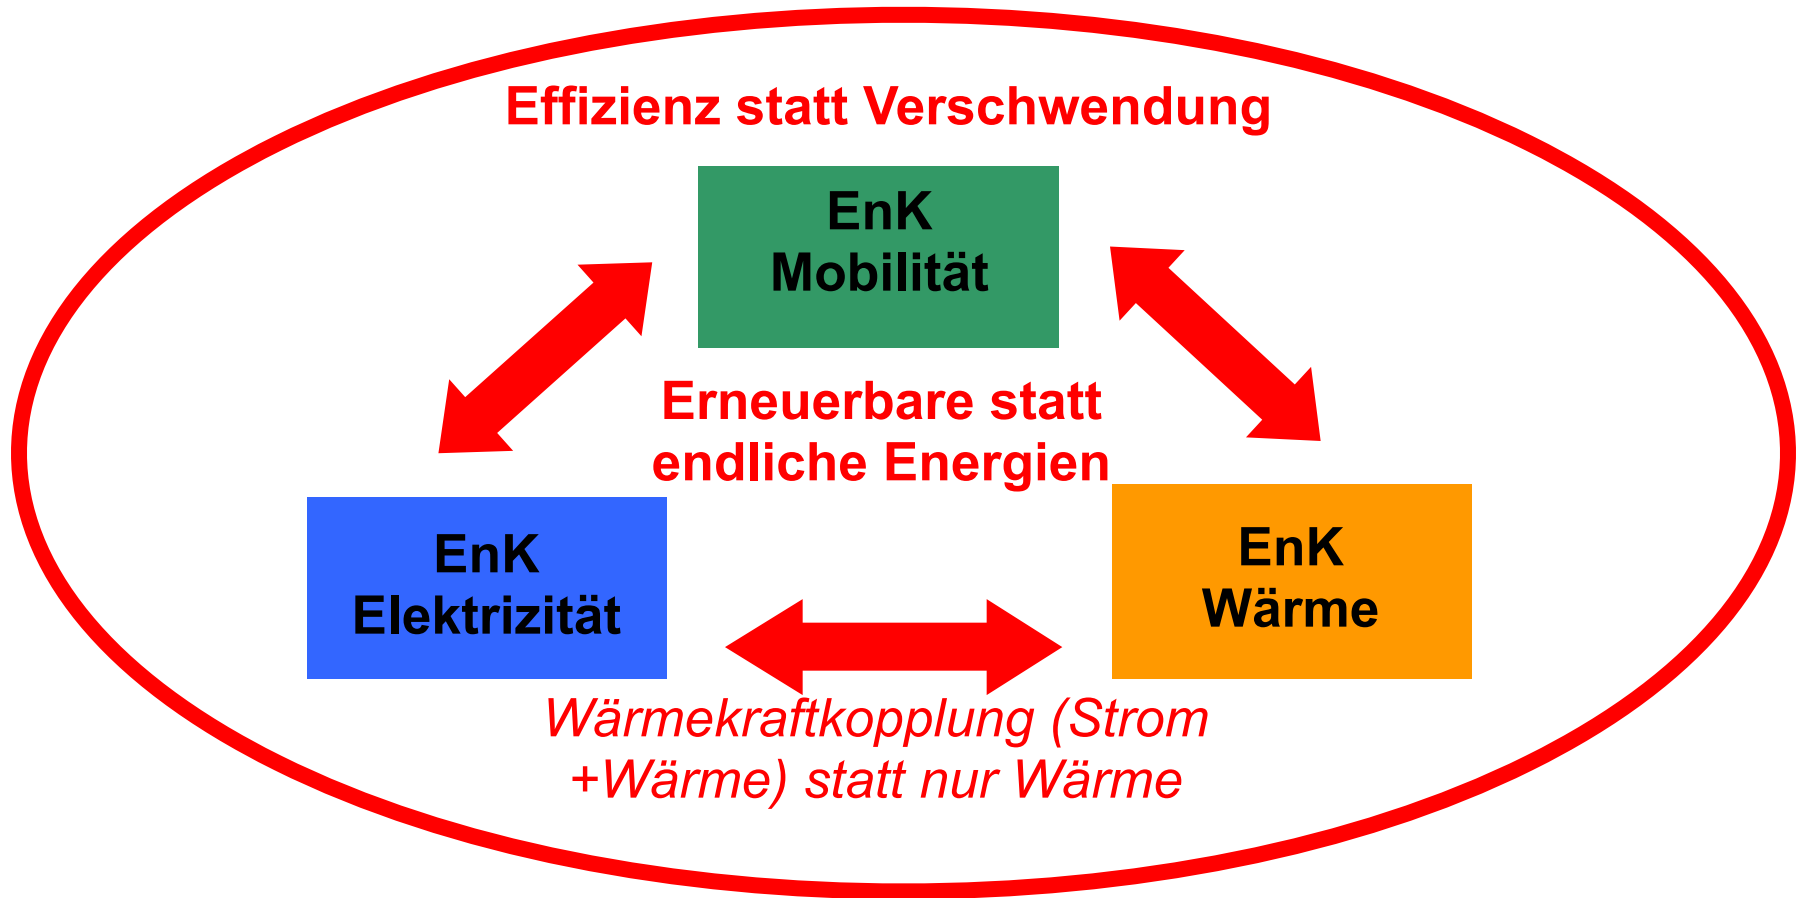 Effizienz statt Verschwendung
EnK
Mobilität
Erneuerbare statt
endliche Energien
EnK
Elektrizität
EnK
Wärme
Wärmekraftkopplung (Strom
+Wärme) statt nur Wärme